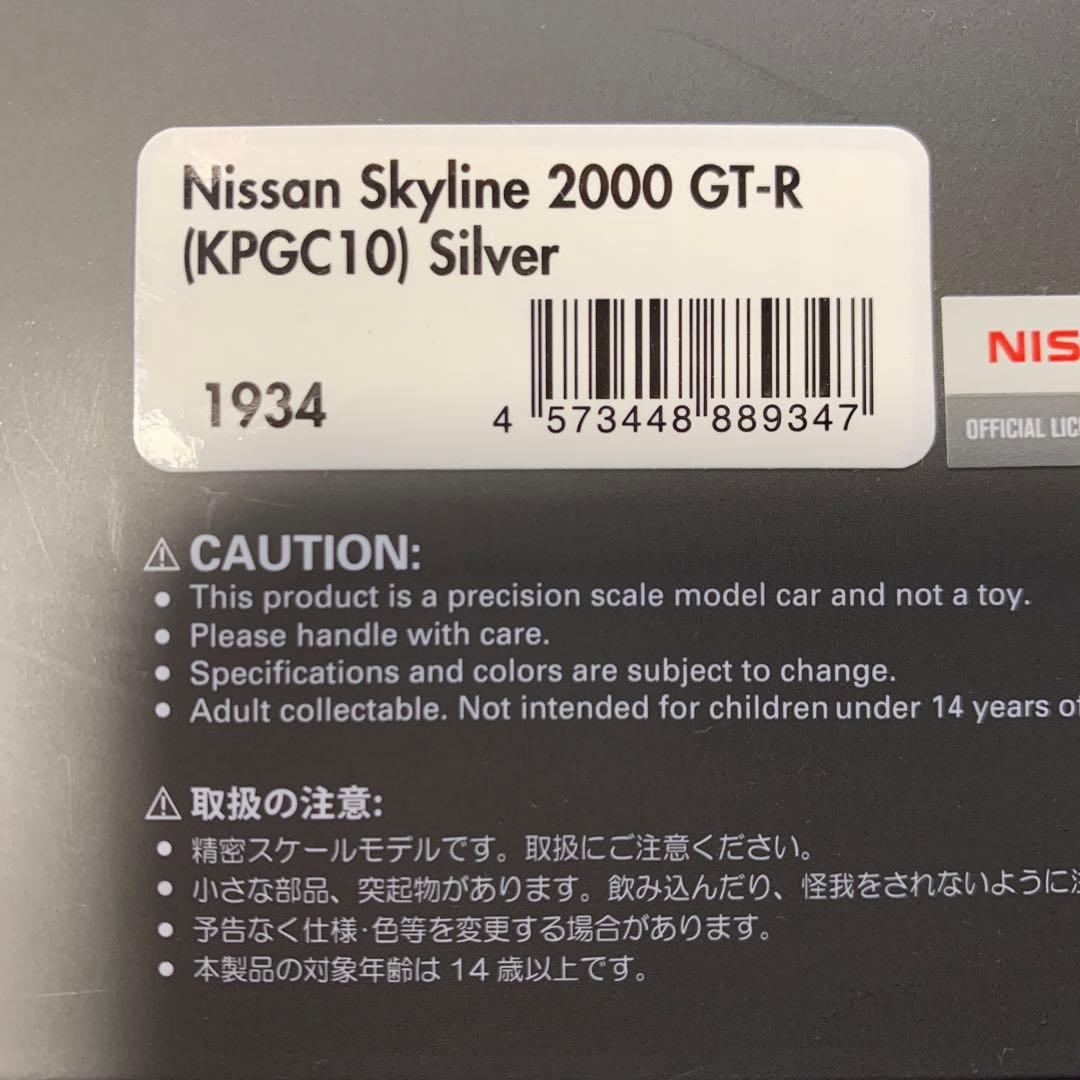 Nissan Skyline 2000 GT-R
(KPGC10) Silver
1934
4 573448 889347
NIS
OFFICIAL LIC
⚠ CAUTION:
● This product is a precision scale model car and not a toy.
● Please handle with care.
● Specifications and colors are subject to change.
● Adult collectable. Not intended for children under 14 years of
⚠ 取扱の注意:
● 精密スケールモデルです。取扱にご注意ください。
● 小さな部品、突起物があります。飲み込んだり、怪我をされないように注
● 予告なく仕様・色等を変更する場合があります。
● 本製品の対象年齢は14歳以上です。